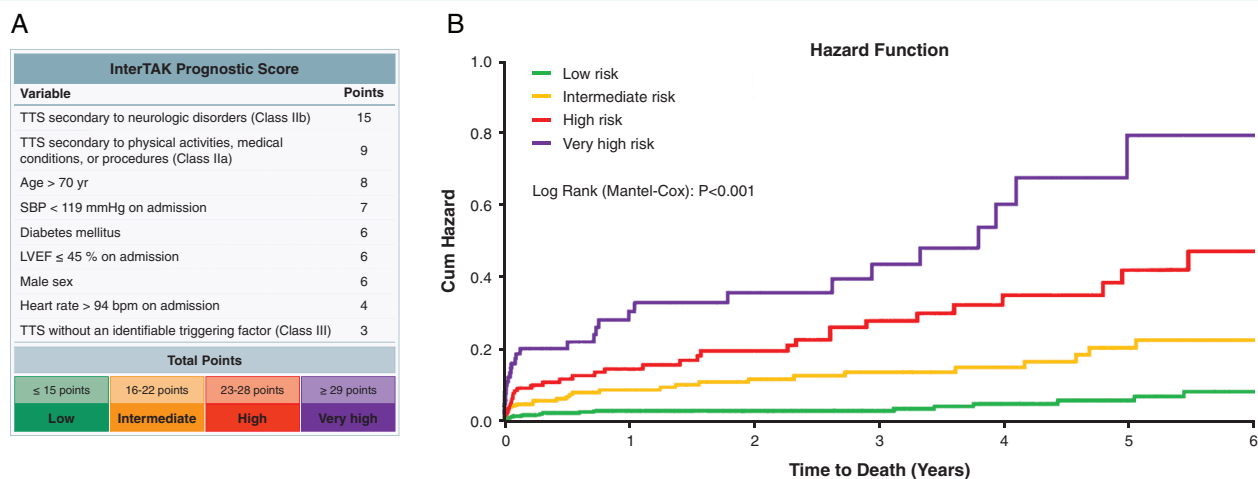 A
InterTAK Prognostic Score
Variable Points
TTS secondary to neurologic disorders (Class IIb) 15
TTS secondary to physical activities, medical
conditions, or procedures (Class IIa) 9
Age > 70 yr 8
SBP < 119 mmHg on admission 7
Diabetes mellitus 6
LVEF ≤ 45 % on admission 6
Male sex 6
Heart rate > 94 bpm on admission 4
TTS without an identifiable triggering factor (Class III) 3
Total Points
≤ 15 points 16-22 points 23-28 points ≥ 29 points
Low Intermediate High Very high
B
Hazard Function
Low risk
Intermediate risk
High risk
Very high risk
Log Rank (Mantel-Cox): P<0.001
Cum Hazard
1.0
0.8
0.6
0.4
0.2
0.0
0 1 2 3 4 5 6
Time to Death (Years)